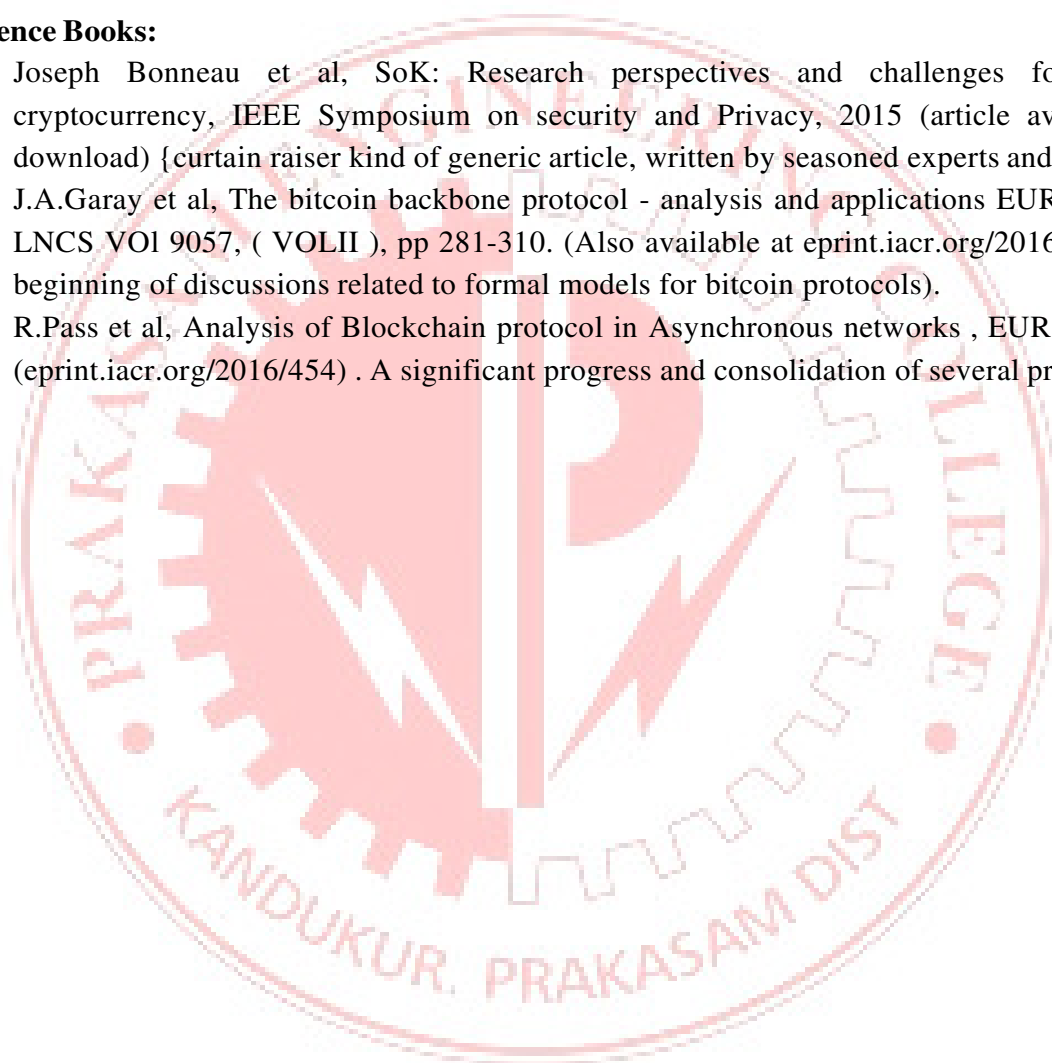 ence Books:
Joseph Bonneau et al, SoK: Research perspectives and challenges fo
cryptocurrency, IEEE Symposium on security and Privacy, 2015 (article av
download) {curtain raiser kind of generic article, written by seasoned experts and
J.A.Garay et al, The bitcoin backbone protocol - analysis and applications EUR
LNCS VOl 9057, ( VOLII ), pp 281-310. (Also available at eprint.iacr.org/2016
beginning of discussions related to formal models for bitcoin protocols).
R.Pass et al, Analysis of Blockchain protocol in Asynchronous networks , EUR
(eprint.iacr.org/2016/454) . A significant progress and consolidation of several pr
PRAKASAM ENGINEERING COLLEGE
KANDUKUR. PRAKASAM DIST